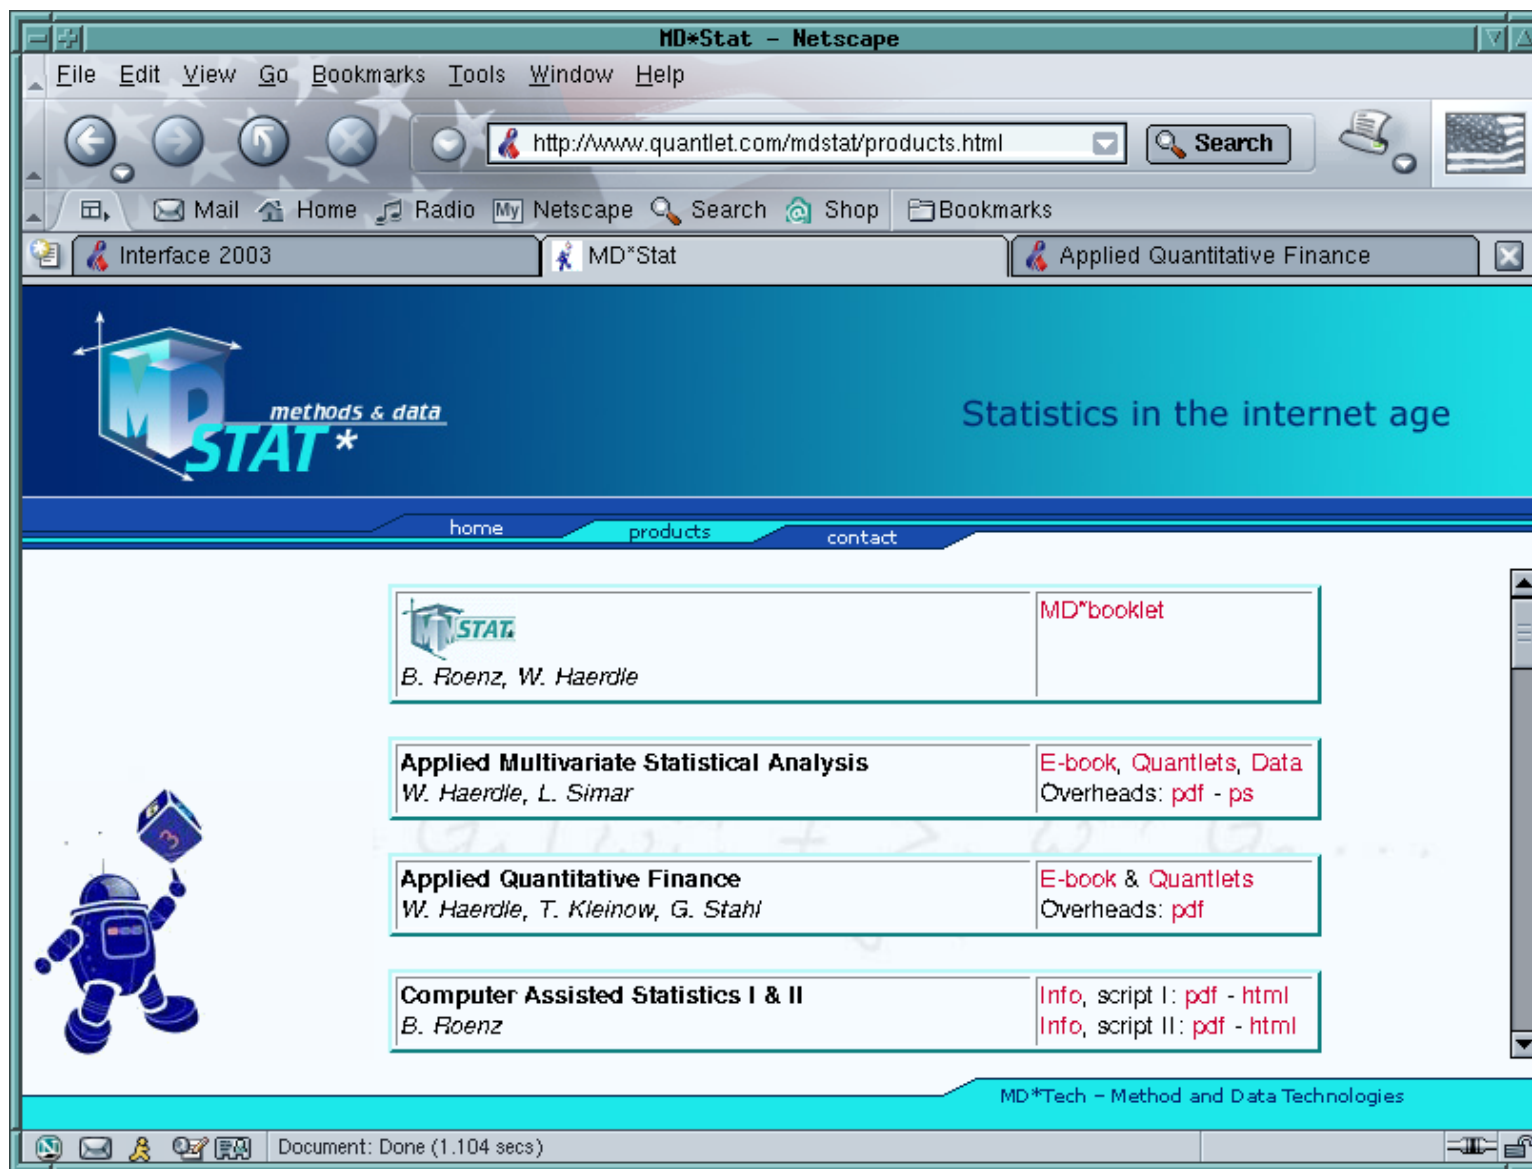 MD*Stat - Netscape
File Edit View Go Bookmarks Tools Window Help
http://www.quantlet.com/mdstat/products.html Search
Mail Home Radio My Netscape Search Shop Bookmarks
Interface 2003 MD*Stat Applied Quantitative Finance
MD
methods & data
STAT*
Statistics in the internet age
home products contact
MD STAT*
MD*booklet
B. Roenz, W. Haerdle
Applied Multivariate Statistical Analysis
W. Haerdle, L. Simar
E-book, Quantlets, Data
Overheads: pdf - ps
Applied Quantitative Finance
W. Haerdle, T. Kleinow, G. Stahl
E-book & Quantlets
Overheads: pdf
Computer Assisted Statistics I & II
B. Roenz
Info, script I: pdf - html
Info, script II: pdf - html
3
MD*Tech - Method and Data Technologies
Document: Done (1.104 secs)